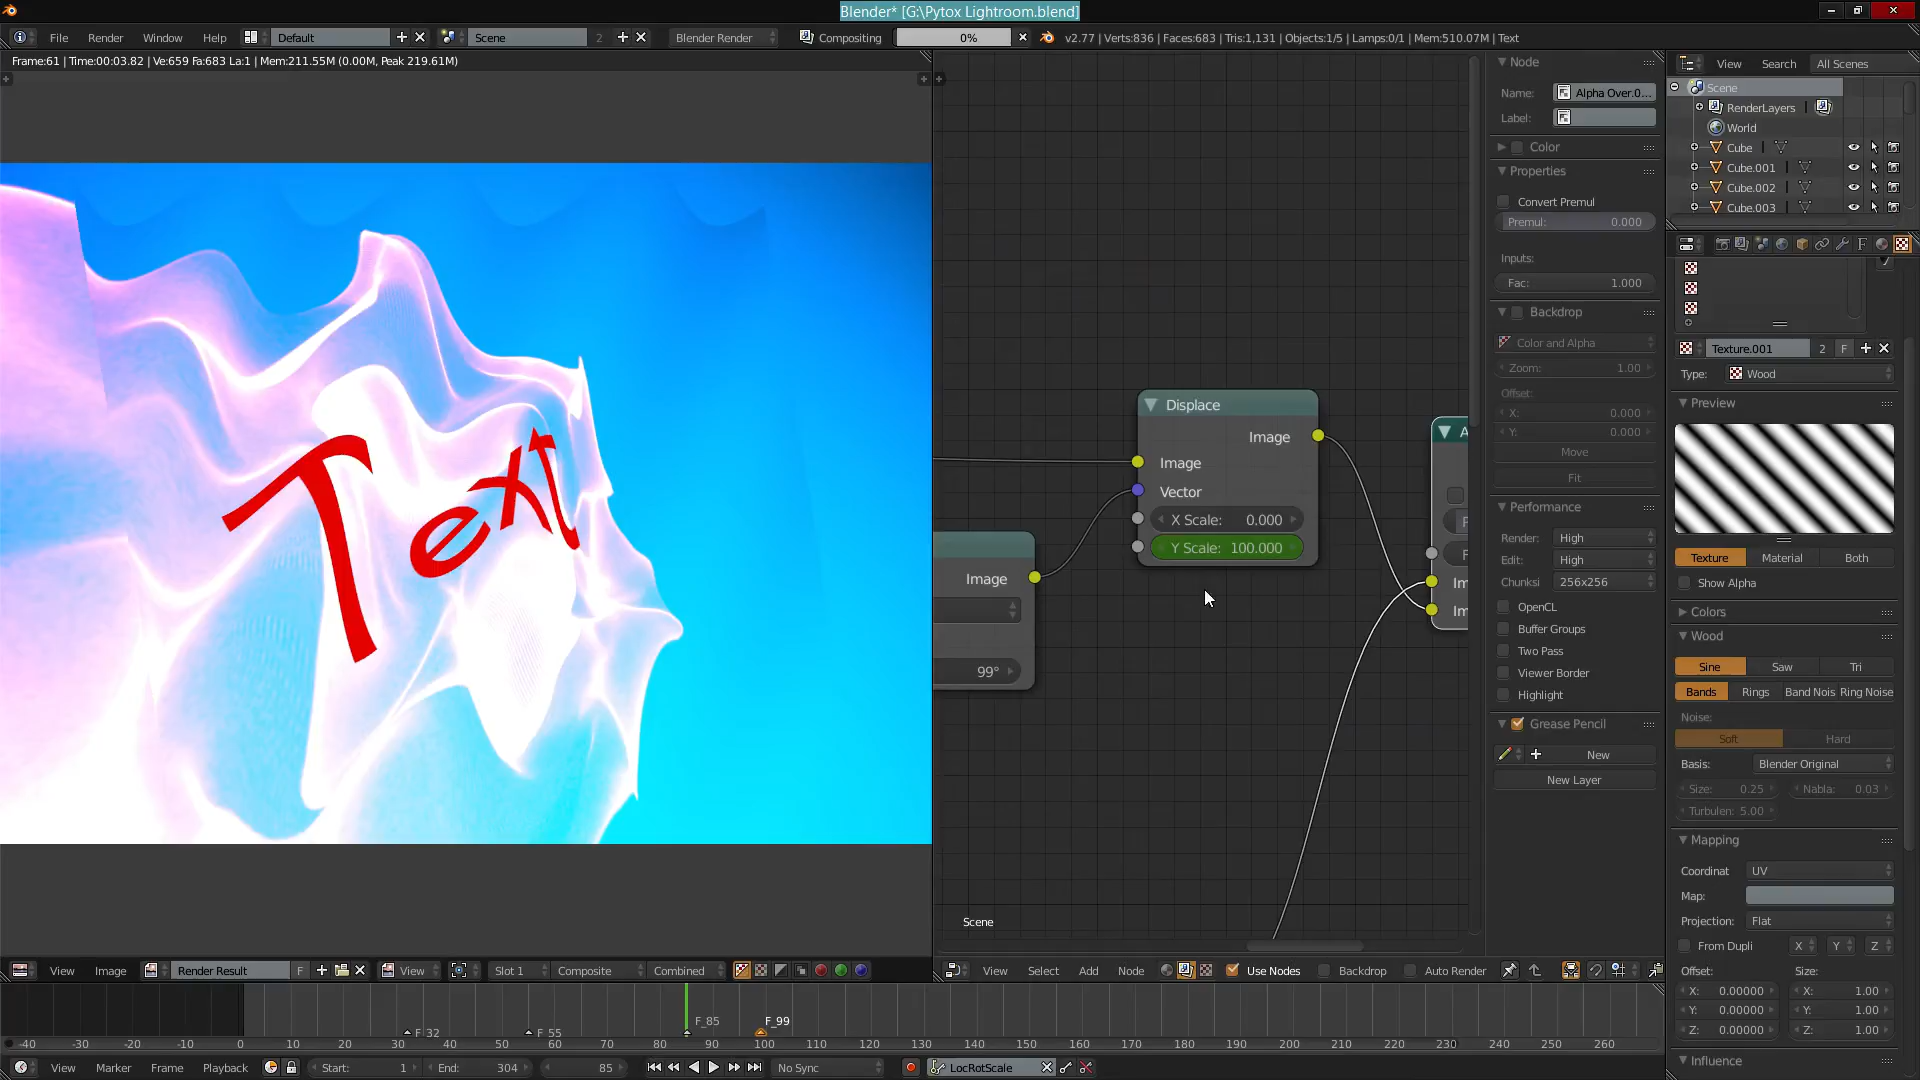 Blender* [G:\Pytox Lightroom.blend]
File Render Window Help Default Scene 2 Blender Render Compositing 0% v2.77 | Verts:836 | Faces:683 | Tris:1,131 | Objects:1/5 | Lamps:0/1 | Mem:510.07M | Text
Frame:61 | Time:00:03.82 | Ve:659 Fa:683 La:1 | Mem:211.55M (0.00M, Peak 219.61M)
Text
Displace
Image
Image
Vector
X Scale: 0.000
Y Scale: 100.000
Image
99°
Scene
Node
Name: Alpha Over.0...
Label:
Color
Properties
Convert Premul
Premul: 0.000
Inputs:
Fac: 1.000
Backdrop
Color and Alpha
Zoom: 1.00
Offset:
X: 0.000
Y: 0.000
Move
Fit
Performance
Render: High
Edit: High
Chunksi 256x256
OpenCL
Buffer Groups
Two Pass
Viewer Border
Highlight
Grease Pencil
New
New Layer
View Search All Scenes
Scene
RenderLayers
World
Cube
Cube.001
Cube.002
Cube.003
Texture.001 2 F
Type: Wood
Preview
Texture Material Both
Show Alpha
Colors
Wood
Sine Saw Tri
Bands Rings Band Nois Ring Noise
Noise:
Soft Hard
Basis: Blender Original
Size: 0.25 Nabla: 0.03
Turbulen: 5.00
Mapping
Coordinat UV
Map:
Projection: Flat
From Dupli X Y Z
Offset: Size:
X: 0.00000 X: 1.00
Y: 0.00000 Y: 1.00
Z: 0.00000 Z: 1.00
Influence
View Image Render Result F View Slot 1 Composite Combined
View Select Add Node Use Nodes Backdrop Auto Render
F_32 F_55 F_85 F_99
-40 -30 -20 -10 0 10 20 30 40 50 60 70 80 90 100 110 120 130 140 150 160 170 180 190 200 210 220 230 240 250 260
View Marker Frame Playback Start: 1 End: 304 85 No Sync LocRotScale